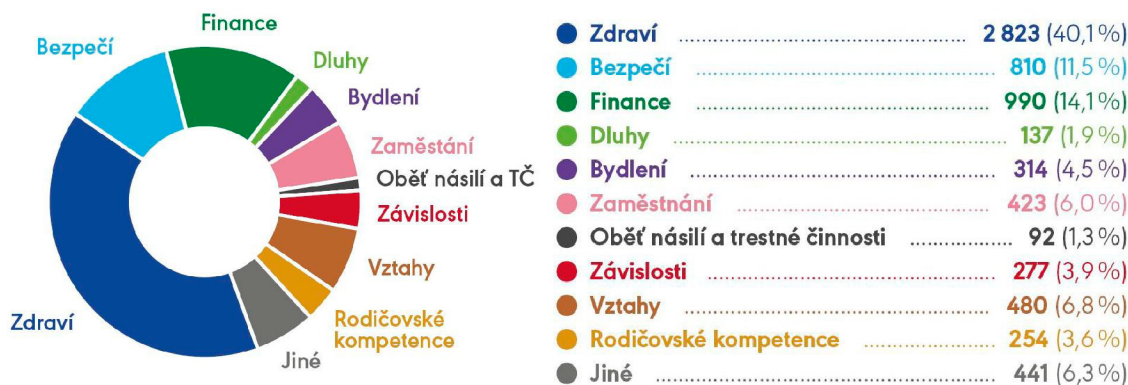 Finance
Bezpečí
Dluhy
Bydlení
Zaměstání
Oběť násilí a TČ
Závislosti
Vztahy
Rodičovské
kompetence
Jiné
Zdraví
Zdraví 2 823 (40,1 %)
Bezpečí 810 (11,5 %)
Finance 990 (14,1 %)
Dluhy 137 (1,9 %)
Bydlení 314 (4,5 %)
Zaměstnání 423 (6,0 %)
Oběť násilí a trestné činnosti 92 (1,3 %)
Závislosti 277 (3,9 %)
Vztahy 480 (6,8 %)
Rodičovské kompetence 254 (3,6 %)
Jiné 441 (6,3 %)